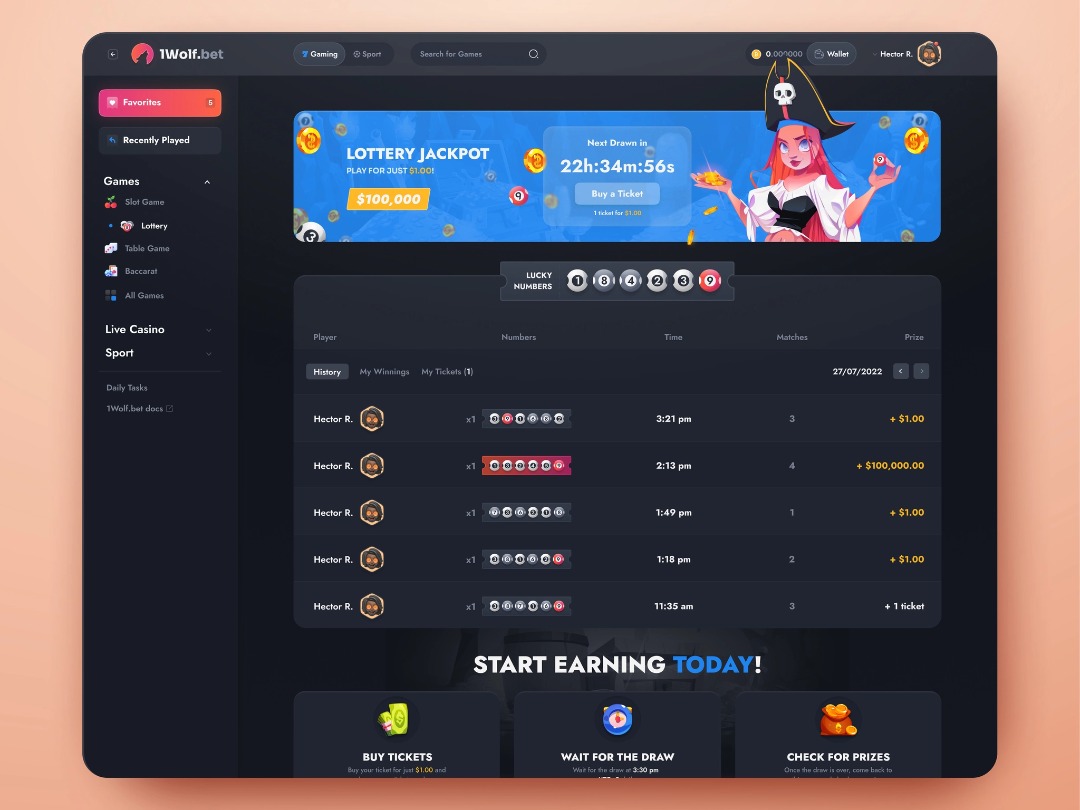 1Wolf.bet
Gaming
Sport
Search for Games
0.000000
Wallet
Hector R.
Favorites
5
Recently Played
Games
Slot Game
Lottery
Table Game
Baccarat
All Games
Live Casino
Sport
Daily Tasks
1Wolf.bet docs
LOTTERY JACKPOT
PLAY FOR JUST $1.00!
$100,000
Next Drawn in
22h:34m:56s
Buy a Ticket
1 ticket for $1.00
9
9
LUCKY
NUMBERS
1 8 4 2 3 9
Player Numbers Time Matches Prize
History My Winnings My Tickets (1) 27/07/2022
Hector R. x1 3:21 pm 3 + $1.00
Hector R. x1 2:13 pm 4 + $100,000.00
Hector R. x1 1:49 pm 1 + $1.00
Hector R. x1 1:18 pm 2 + $1.00
Hector R. x1 11:35 am 3 + 1 ticket
START EARNING TODAY!
BUY TICKETS
Buy your ticket for just $1.00 and
WAIT FOR THE DRAW
Wait for the draw at 3:30 pm
CHECK FOR PRIZES
Once the draw is over, come back to